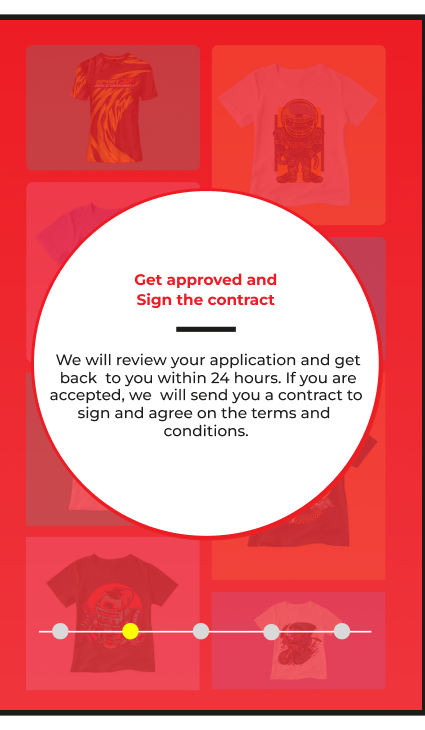 Get approved and
Sign the contract
We will review your application and get
back  to you within 24 hours. If you are
accepted, we  will send you a contract to
sign and agree on the terms and
conditions.